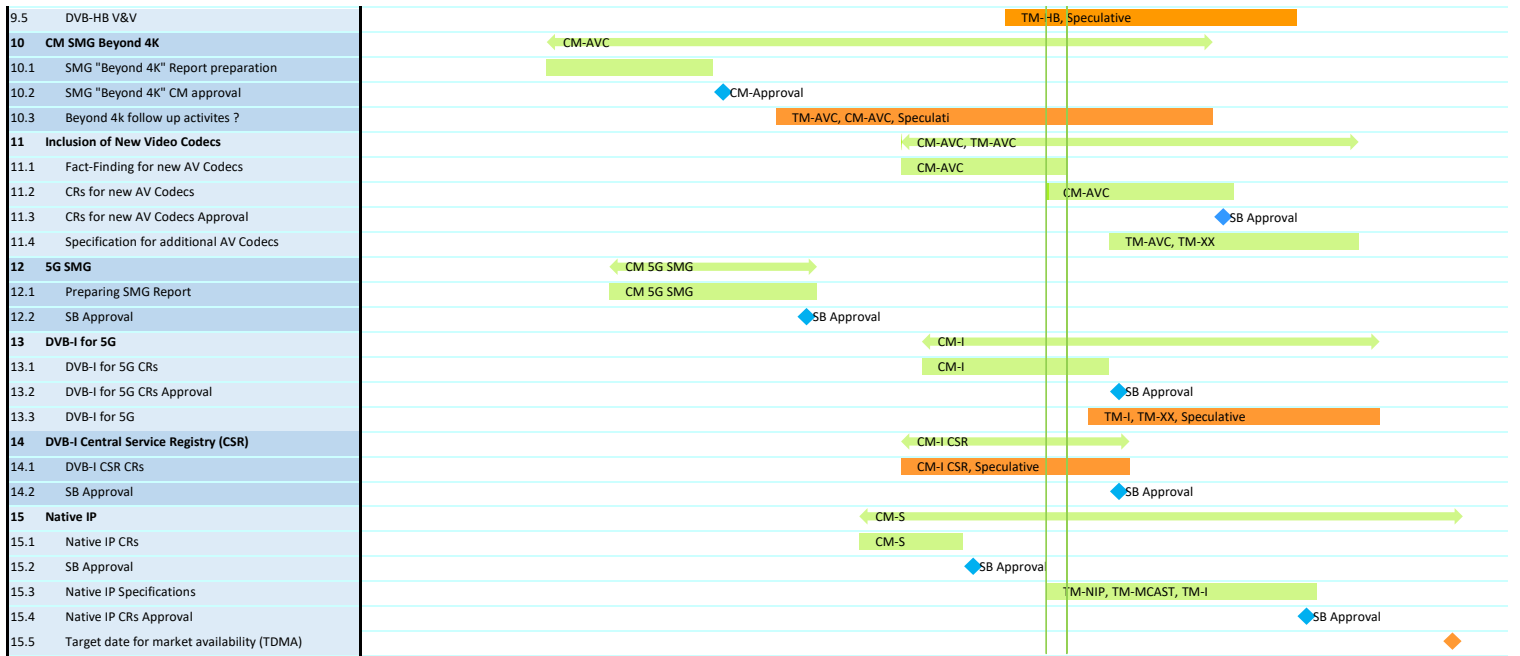 9.5 DVB-HB V&V TM-HB, Speculative
10 CM SMG Beyond 4K CM-AVC
10.1 SMG "Beyond 4K" Report preparation
10.2 SMG "Beyond 4K" CM approval CM-Approval
10.3 Beyond 4k follow up activites ? TM-AVC, CM-AVC, Speculati
11 Inclusion of New Video Codecs CM-AVC, TM-AVC
11.1 Fact-Finding for new AV Codecs CM-AVC
11.2 CRs for new AV Codecs CM-AVC
11.3 CRs for new AV Codecs Approval SB Approval
11.4 Specification for additional AV Codecs TM-AVC, TM-XX
12 5G SMG CM 5G SMG
12.1 Preparing SMG Report CM 5G SMG
12.2 SB Approval SB Approval
13 DVB-I for 5G CM-I
13.1 DVB-I for 5G CRs CM-I
13.2 DVB-I for 5G CRs Approval SB Approval
13.3 DVB-I for 5G TM-I, TM-XX, Speculative
14 DVB-I Central Service Registry (CSR) CM-I CSR
14.1 DVB-I CSR CRs CM-I CSR, Speculative
14.2 SB Approval SB Approval
15 Native IP CM-S
15.1 Native IP CRs CM-S
15.2 SB Approval SB Approval
15.3 Native IP Specifications TM-NIP, TM-MCAST, TM-I
15.4 Native IP CRs Approval SB Approval
15.5 Target date for market availability (TDMA)